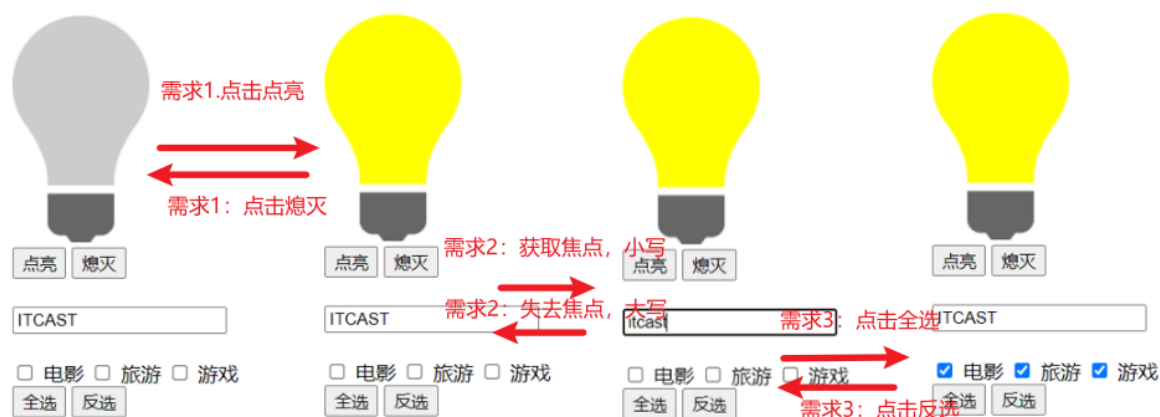 需求1.点击点亮
需求1：点击熄灭
点亮 熄灭
点亮 熄灭
需求2：获取焦点，小写
点亮 熄灭
点亮 熄灭
ITCAST
ITCAST
需求2：失去焦点，大写
itcast
需求3：点击全选
ITCAST
电影 旅游 游戏
电影 旅游 游戏
电影 旅游 游戏
电影 旅游 游戏
全选 反选
全选 反选
全选 反选
需求3：点击反选
全选 反选